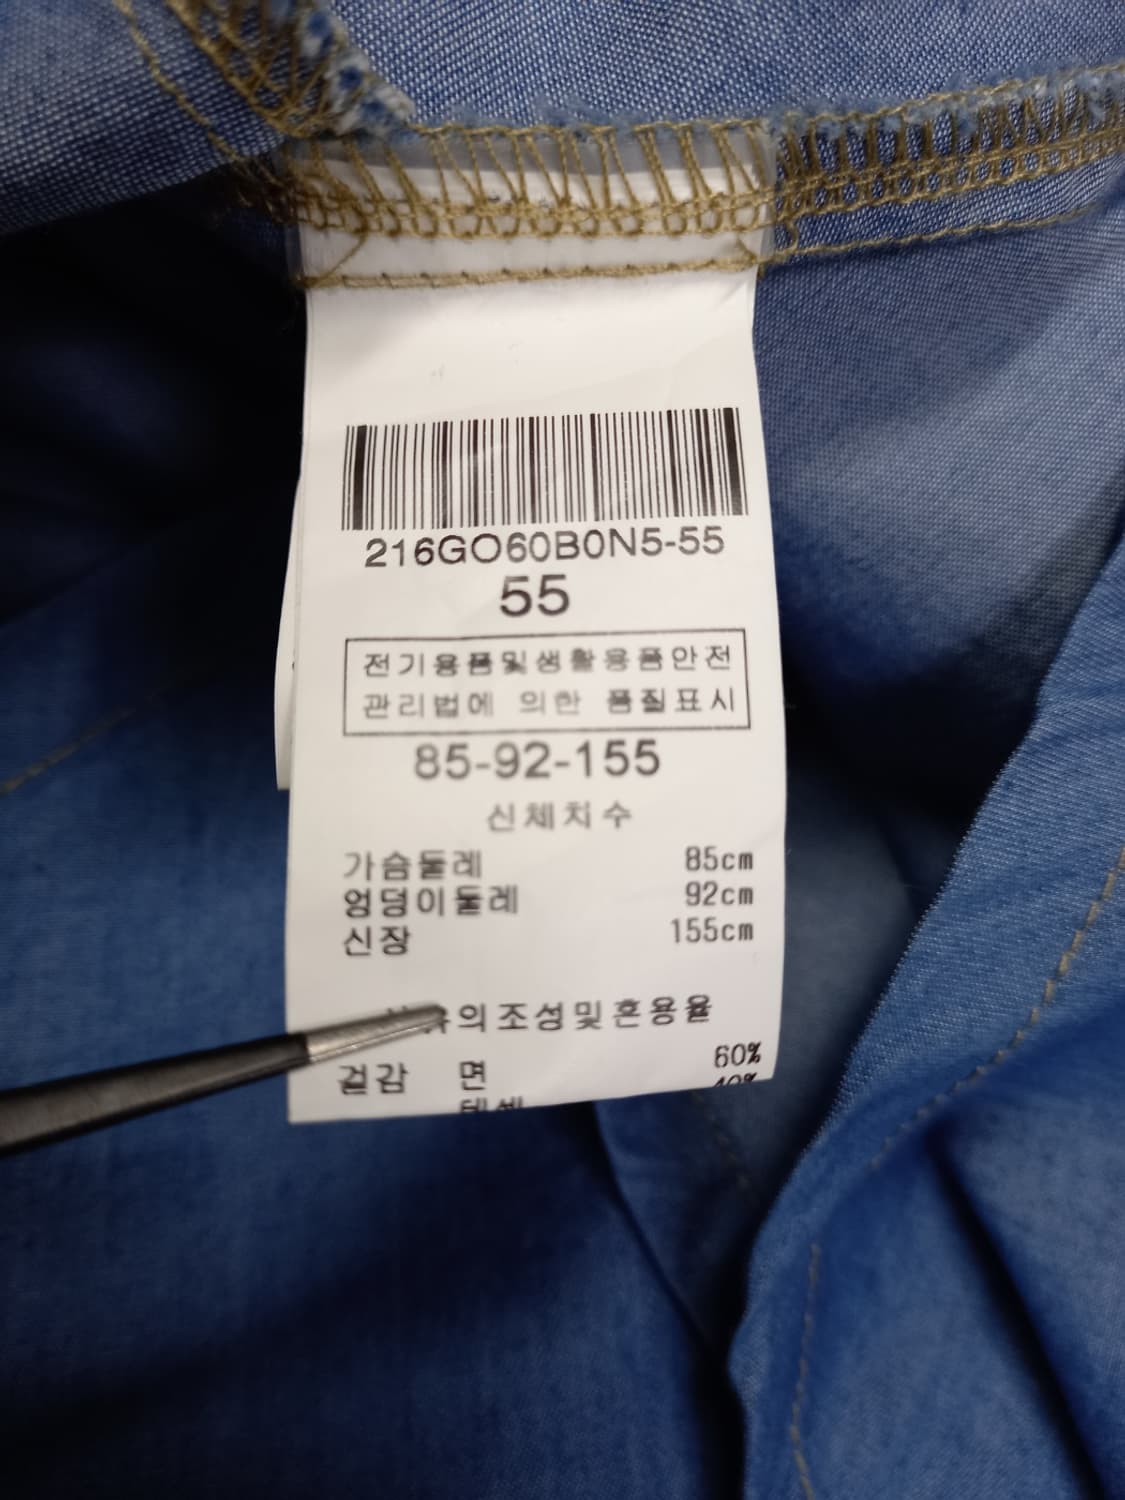 216GO60B0N5-55
55
전기용품및생활용품안전
관리법에 의한 품질표시
85-92-155
신체치수
가슴둘레 85cm
엉덩이둘레 92cm
신장 155cm
의조성및혼용율
겉감 면 60%